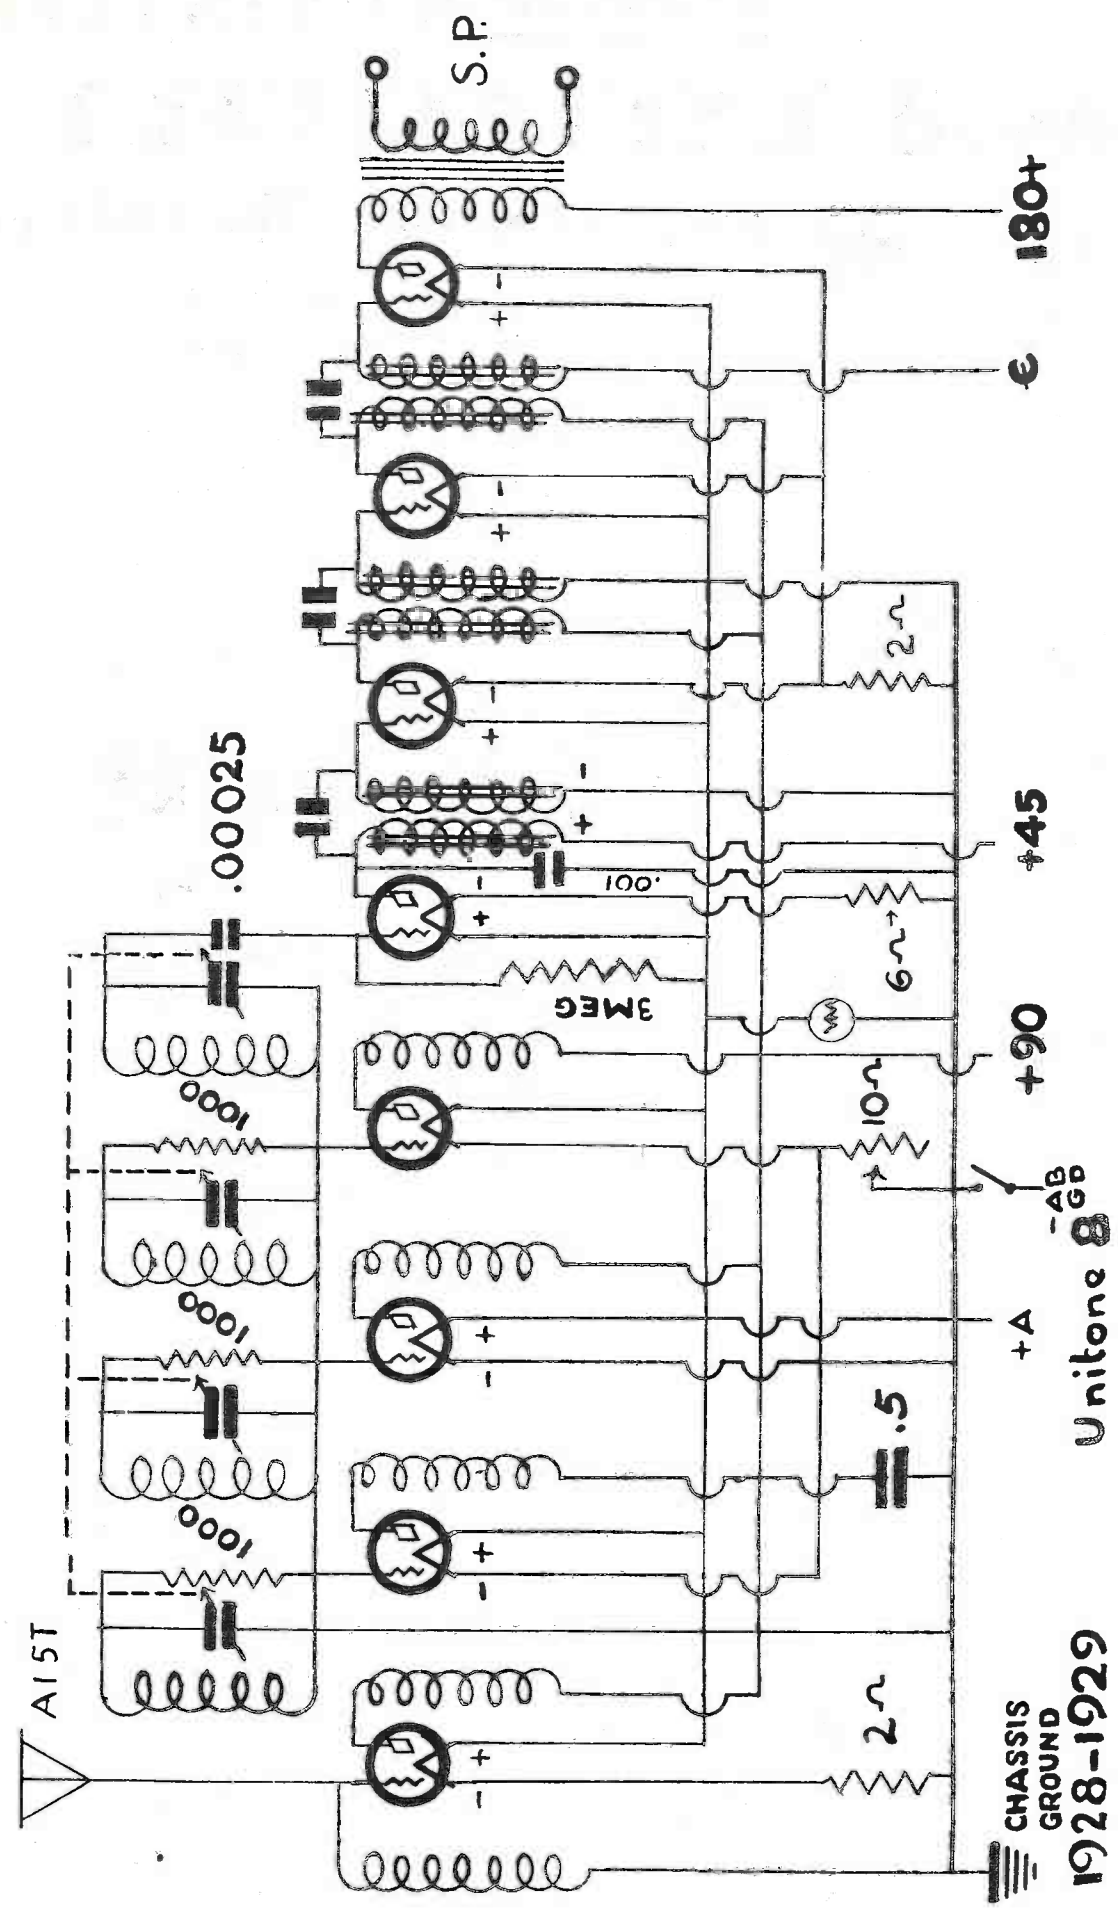 A15T
1000
1000
1000
.00025
S.P.
- +
- +
- +
3MEG
+ -
.001
+ -
+ -
+ -
+ -
2Ω
.5
10Ω
6Ω→
2Ω
CHASSIS
GROUND
+A
-AB
GD
+90
+45
180+
1928-1929
Unitone 8